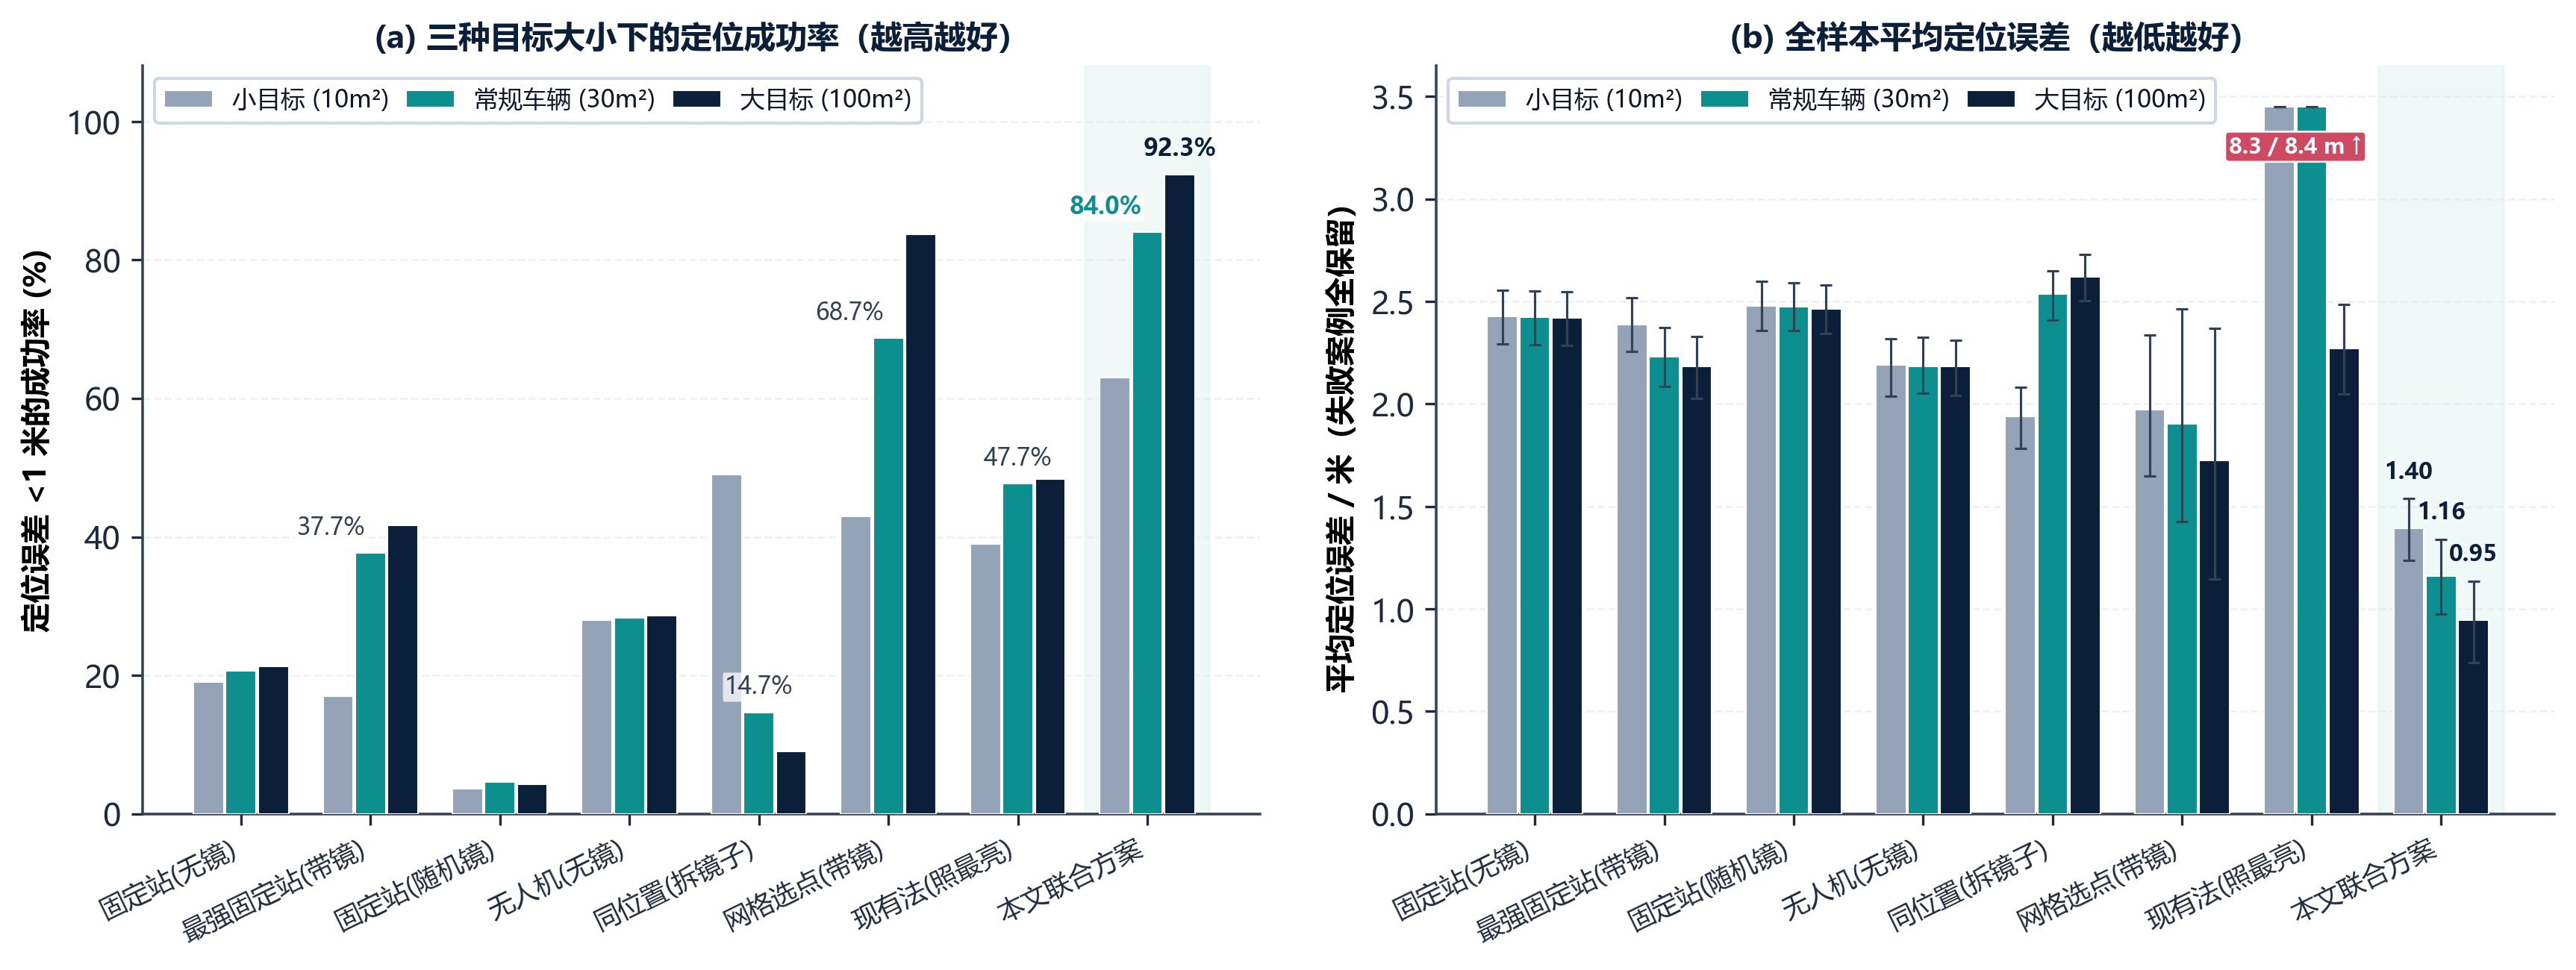 (a) 三种目标大小下的定位成功率（越高越好）
小目标 (10m²) 常规车辆 (30m²) 大目标 (100m²)
定位误差 <1 米的成功率 (%)
100
80
60
40
20
0
37.7%
14.7%
68.7%
47.7%
84.0%
92.3%
固定站(无镜)
最强固定站(带镜)
固定站(随机镜)
无人机(无镜)
同位置(拆镜子)
网格选点(带镜)
现有法(照最亮)
本文联合方案
(b) 全样本平均定位误差（越低越好）
小目标 (10m²) 常规车辆 (30m²) 大目标 (100m²)
平均定位误差 / 米（失败案例全保留）
3.5
3.0
2.5
2.0
1.5
1.0
0.5
0.0
8.3 / 8.4 m ↑
1.40
1.16
0.95
固定站(无镜)
最强固定站(带镜)
固定站(随机镜)
无人机(无镜)
同位置(拆镜子)
网格选点(带镜)
现有法(照最亮)
本文联合方案